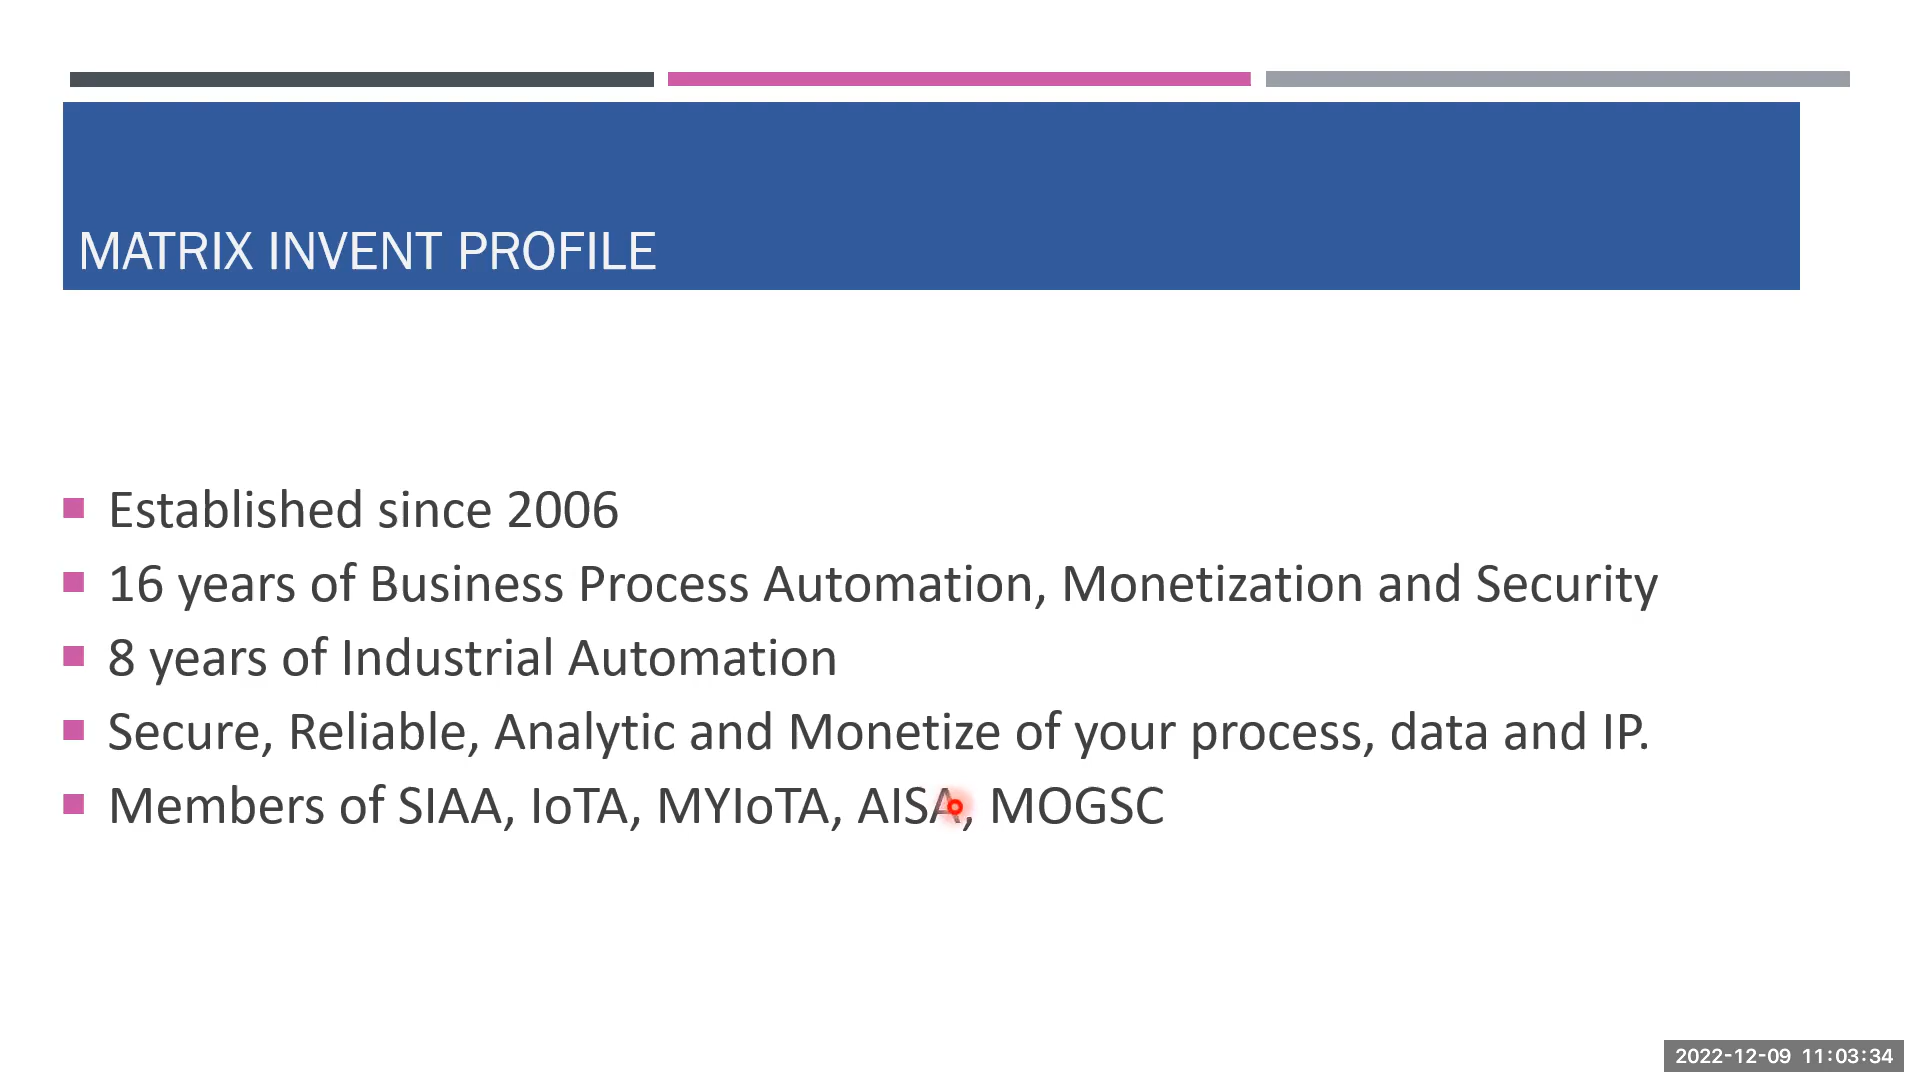 MATRIX INVENT PROFILE
Established since 2006
16 years of Business Process Automation, Monetization and Security
8 years of Industrial Automation
Secure, Reliable, Analytic and Monetize of your process, data and IP.
Members of SIAA, IoTA, MYIoTA, AISA, MOGSC
2022-12-09 11:03:34